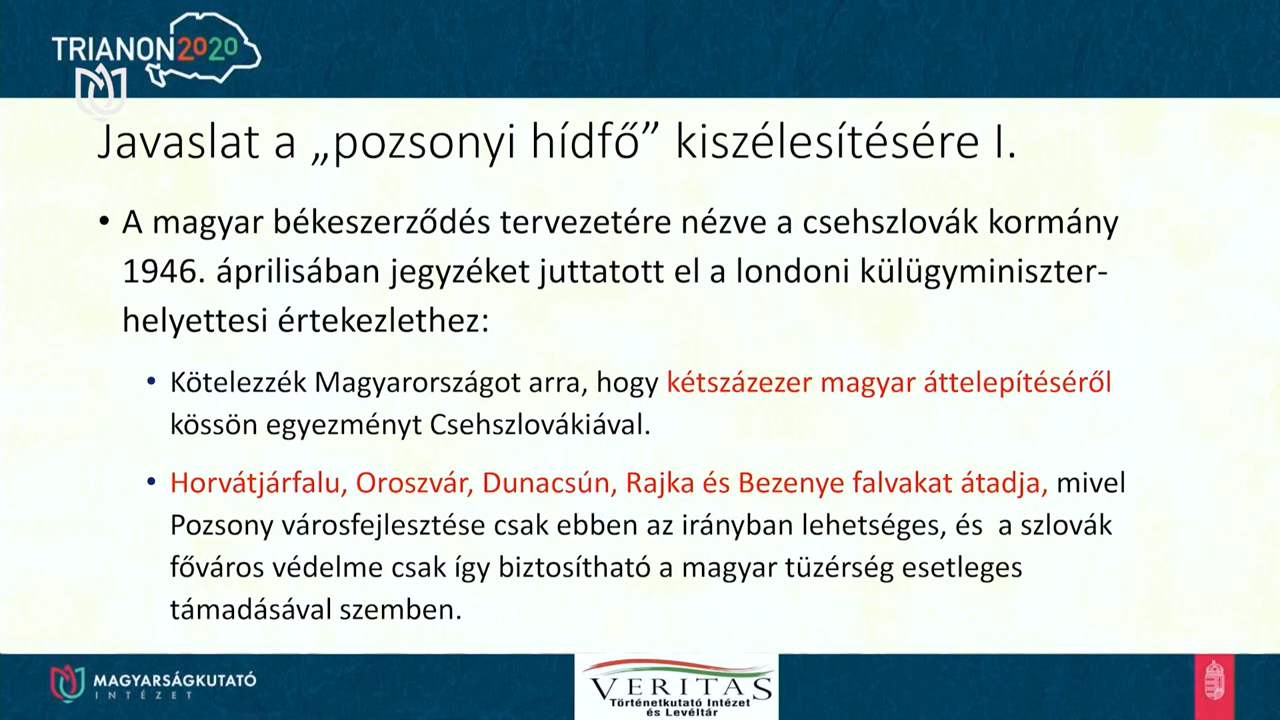 TRIANON2020
Javaslat a „pozsonyi hídfő” kiszélesítésére I.
• A magyar békeszerződés tervezetére nézve a csehszlovák kormány
1946. áprilisában jegyzéket juttatott el a londoni külügyminiszter-
helyettesi értekezlethez:
• Kötelezzék Magyarországot arra, hogy kétszázezer magyar áttelepítéséről
kössön egyezményt Csehszlovákiával.
• Horvátjárfalu, Oroszvár, Dunacsún, Rajka és Bezenye falvakat átadja, mivel
Pozsony városfejlesztése csak ebben az irányban lehetséges, és  a szlovák
főváros védelme csak így biztosítható a magyar tüzérség esetleges
támadásával szemben.
MAGYARSÁGKUTATÓ
INTÉZET
VERITAS
Történetkutató Intézet
és Levéltár